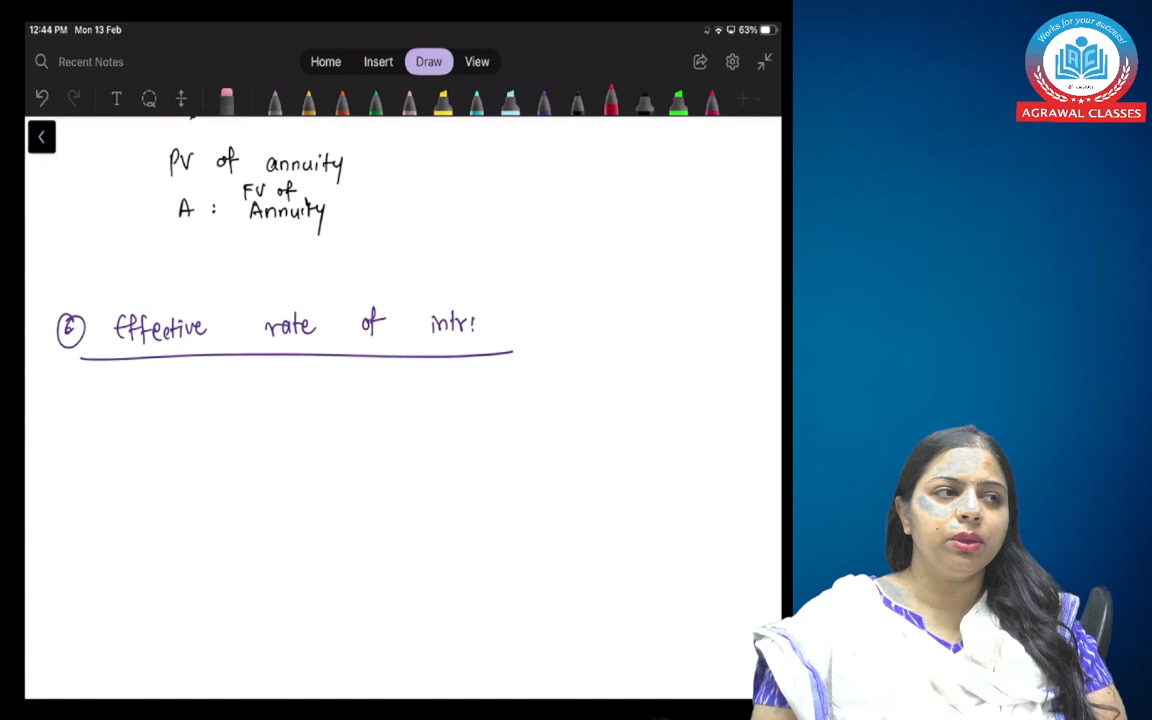 12:44 PM Mon 13 Feb
63%
Recent Notes
Home Insert Draw View
Works for your success!
AC
AGRAWAL CLASSES
PV of annuity
FV of
A : Annuity
Effective rate of intr